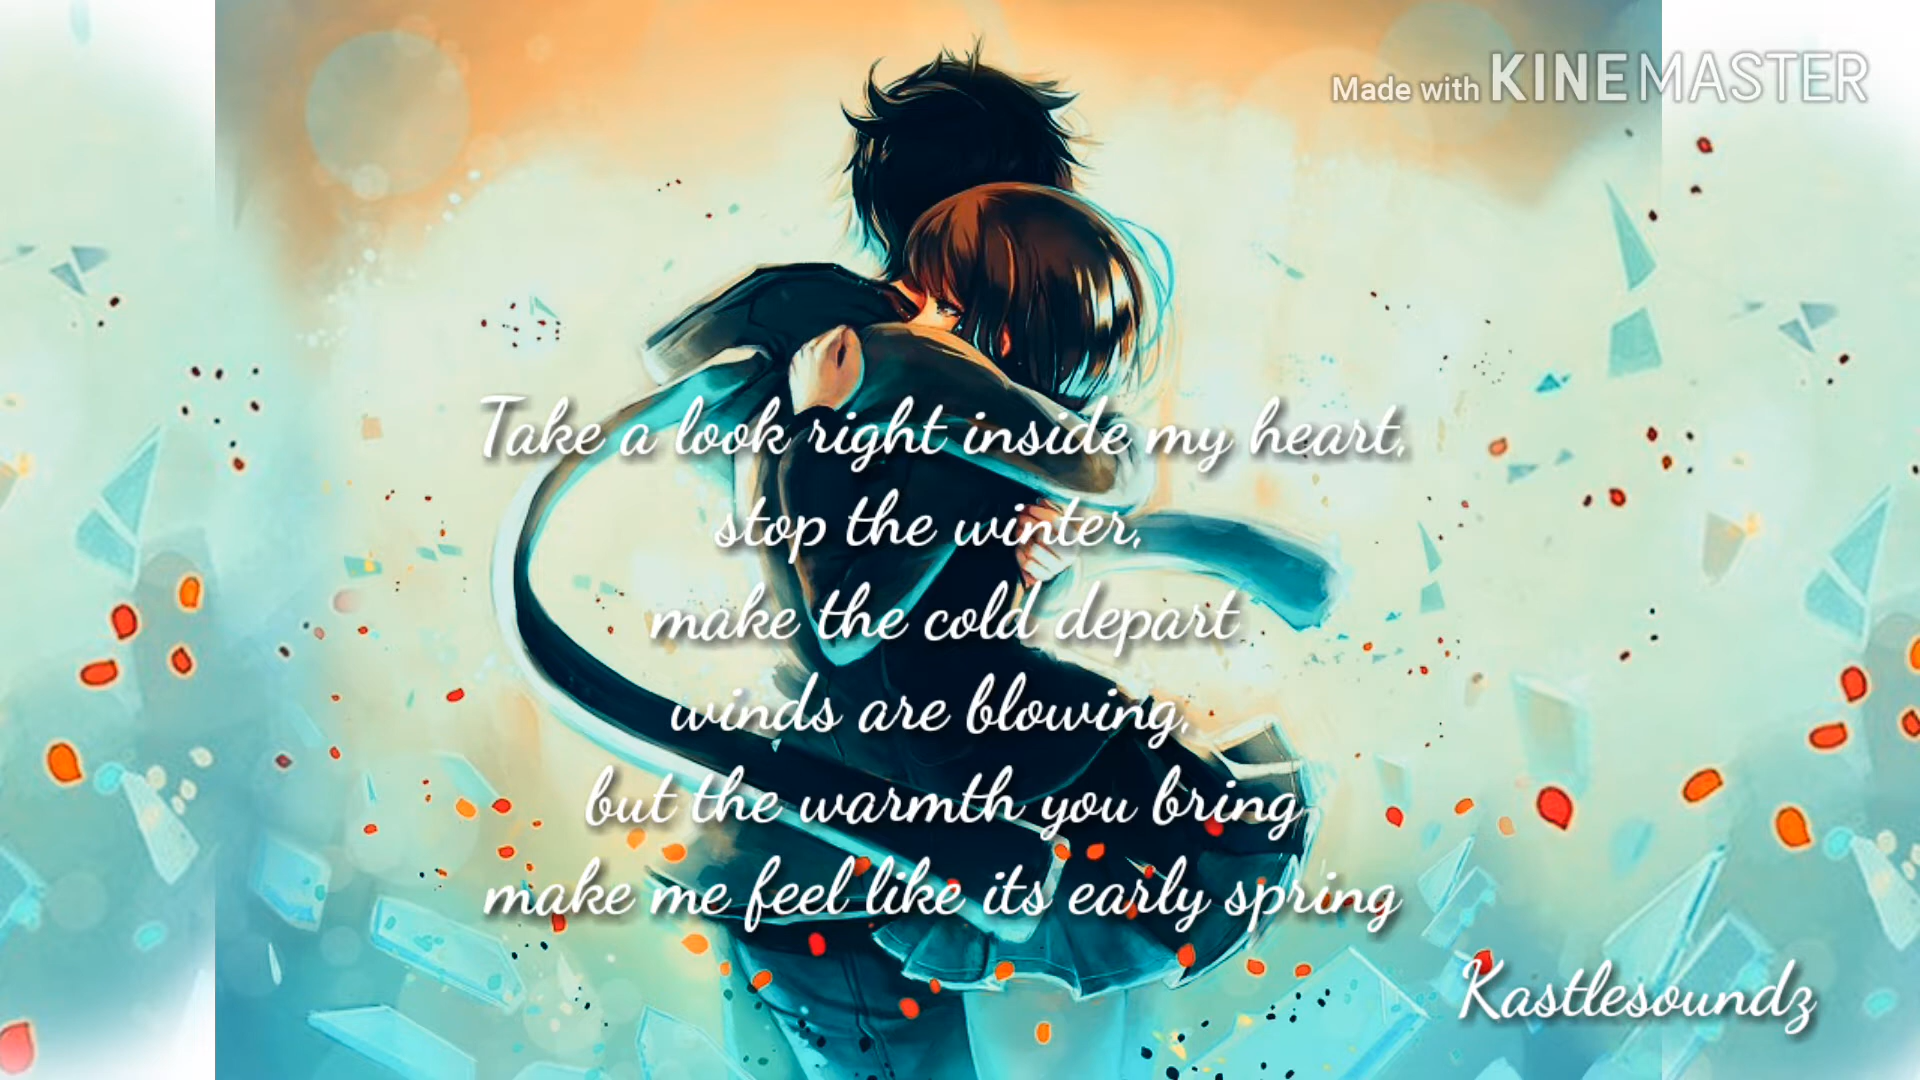 Made with KINEMASTER
Take a look right inside my heart,
stop the winter,
make the cold depart
winds are blowing,
but the warmth you bring
make me feel like its early spring
Kastlesoundz